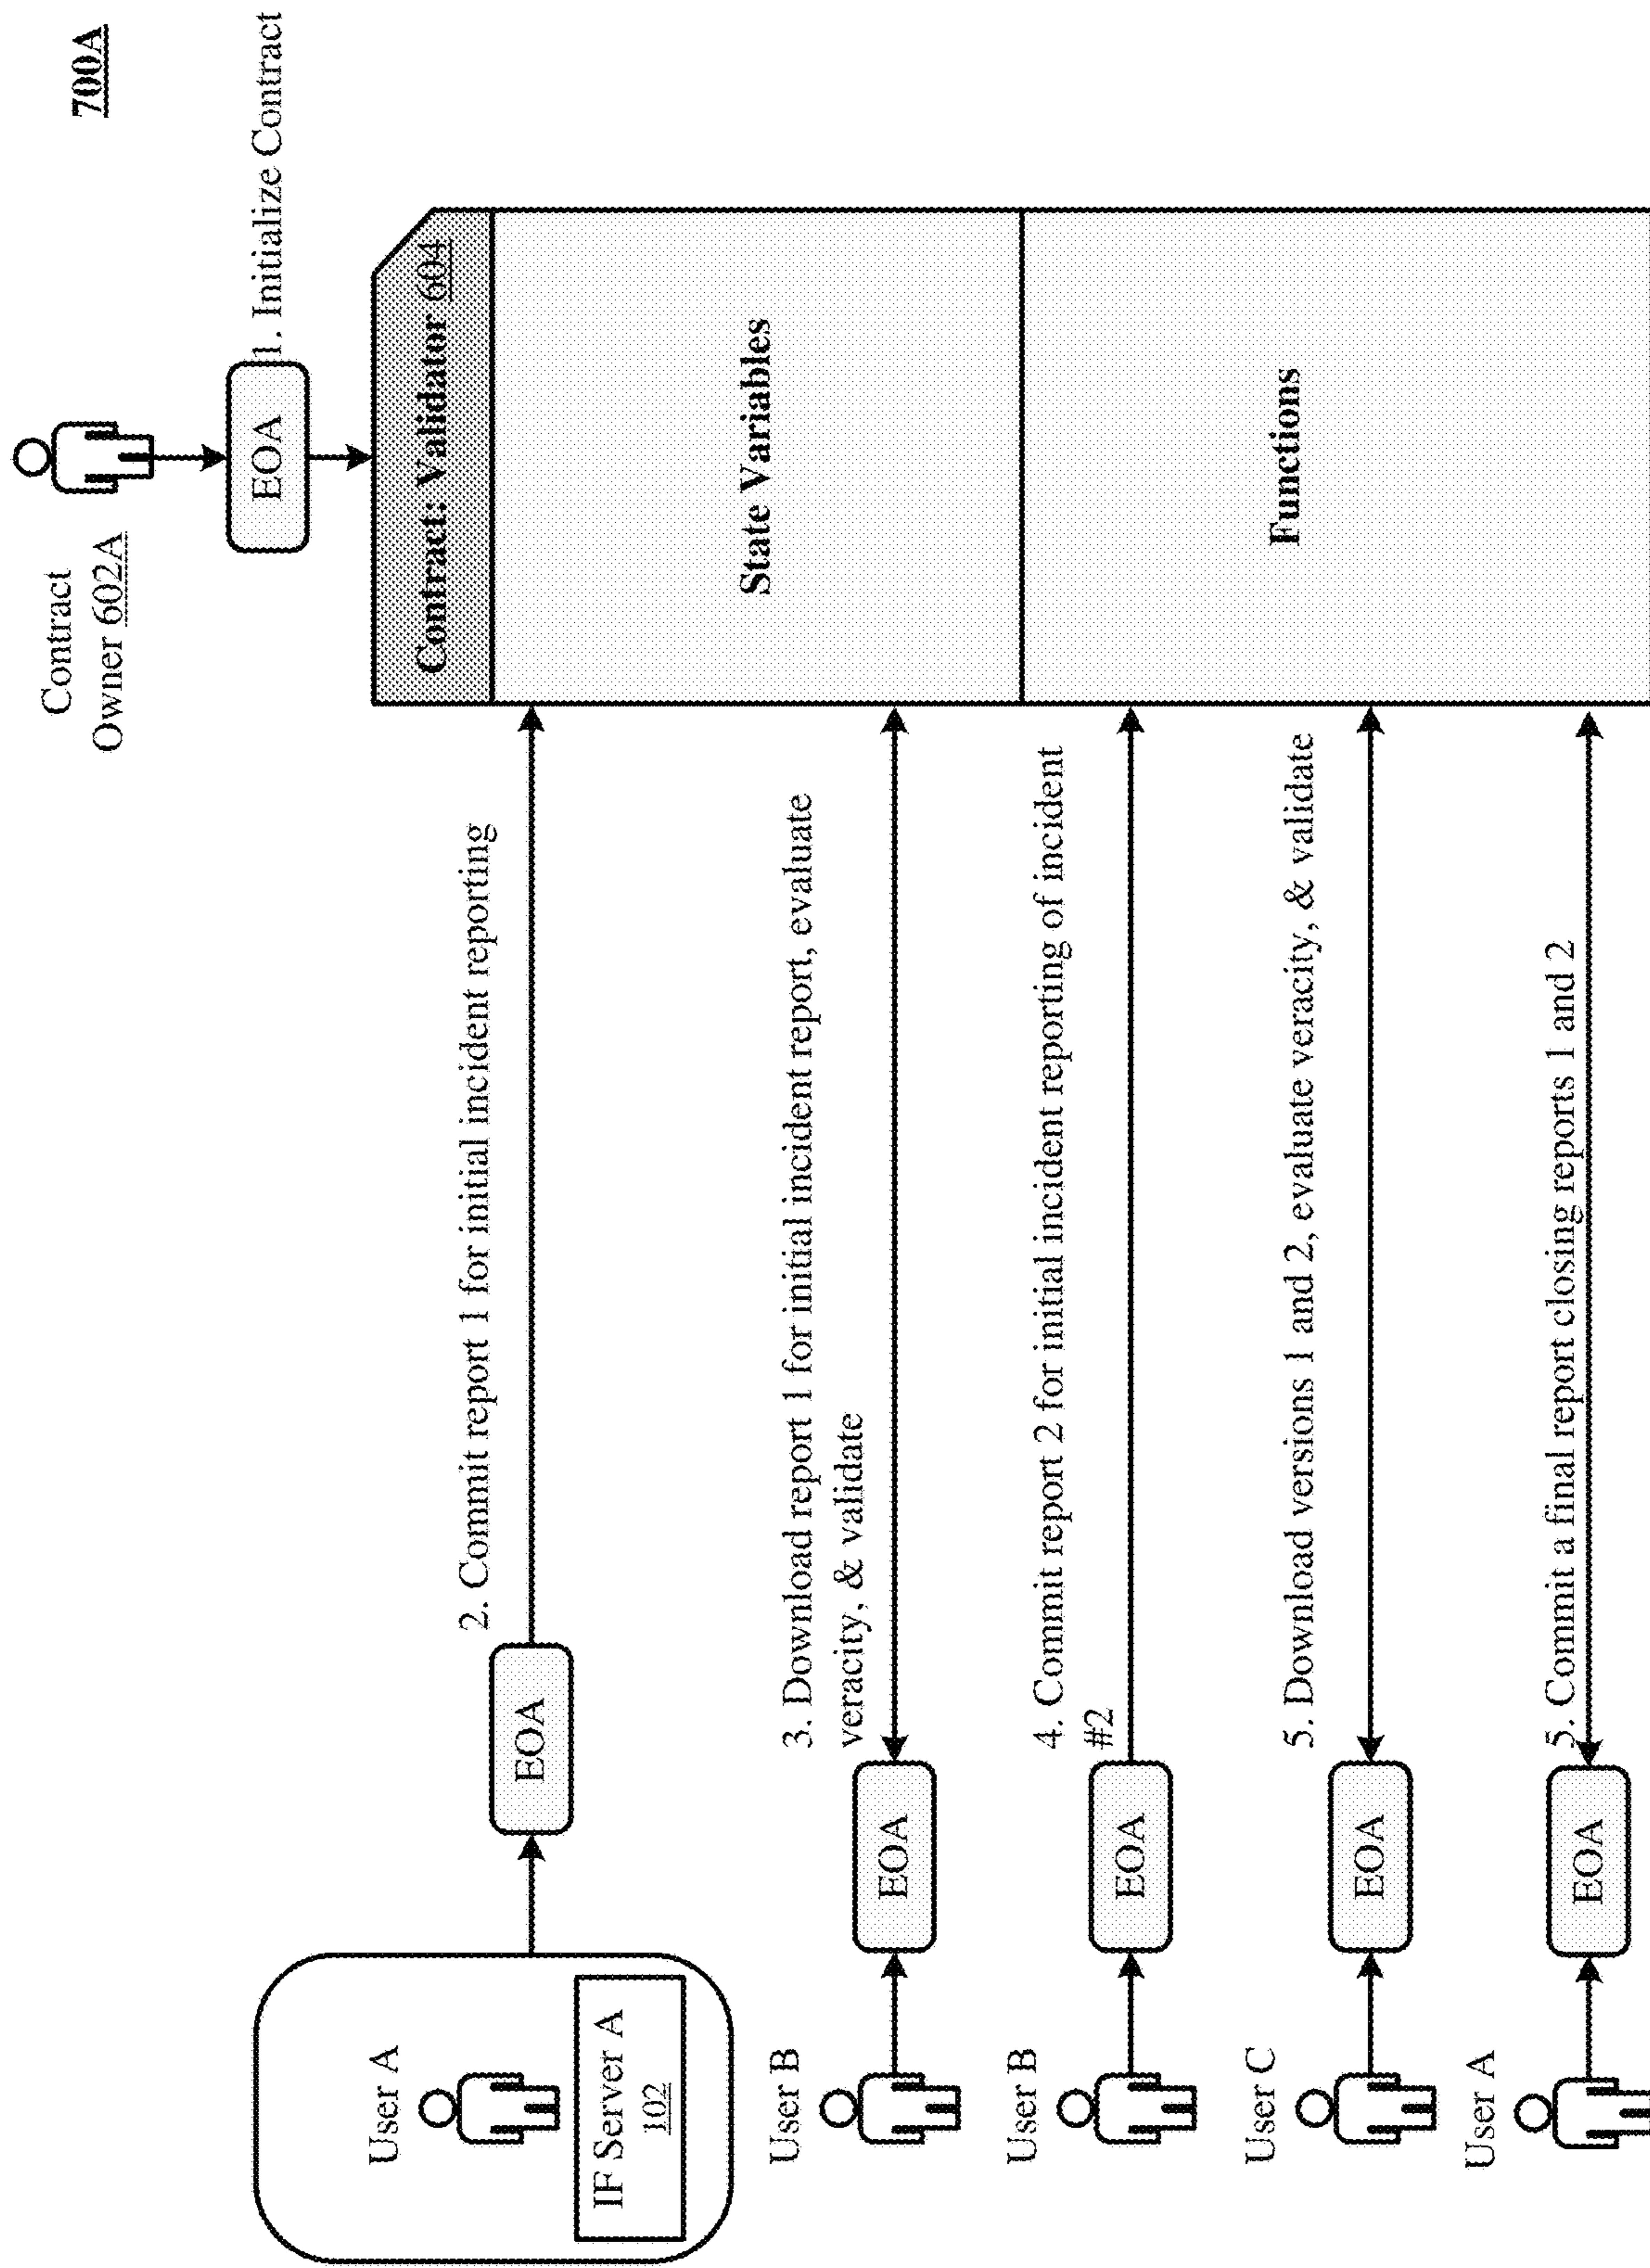 700A
Contract
Owner 602A
EOA
1. Initialize Contract
Contract: Validator 604
State Variables
Functions
User A
IF Server A
102
EOA
2. Commit report 1 for initial incident reporting
User B
EOA
3. Download report 1 for initial incident report, evaluate
veracity, & validate
User B
EOA
4. Commit report 2 for initial incident reporting of incident
#2
User C
EOA
5. Download versions 1 and 2, evaluate veracity, & validate
User A
EOA
5. Commit a final report closing reports 1 and 2